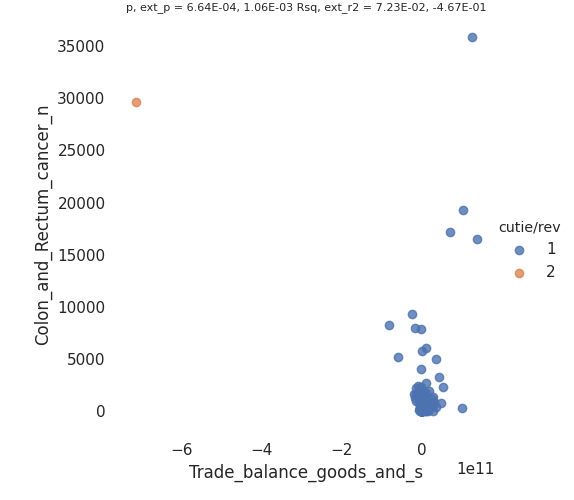 p, ext_p = 6.64E-04, 1.06E-03 Rsq, ext_r2 = 7.23E-02, -4.67E-01
35000
30000
25000
20000
15000
10000
5000
0
Colon_and_Rectum_cancer_n
cutie/rev
1
2
−6
−4
−2
0
1e11
Trade_balance_goods_and_s